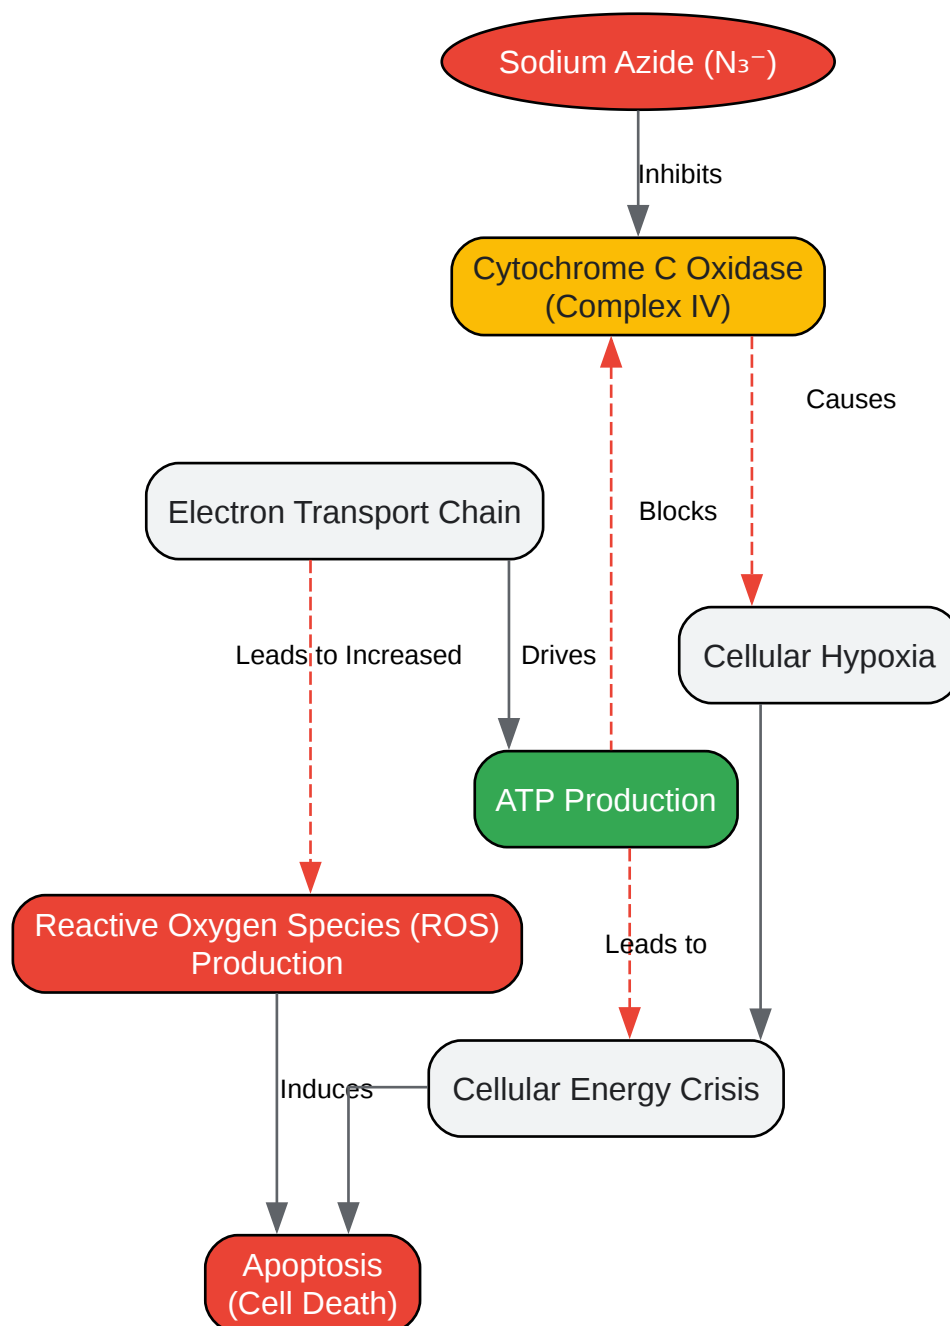 Sodium Azide (N₃⁻)
Inhibits
Cytochrome C Oxidase
(Complex IV)
Causes
Electron Transport Chain
Blocks
Leads to Increased
Drives
Cellular Hypoxia
ATP Production
Reactive Oxygen Species (ROS)
Production
Leads to
Induces
Cellular Energy Crisis
Apoptosis
(Cell Death)